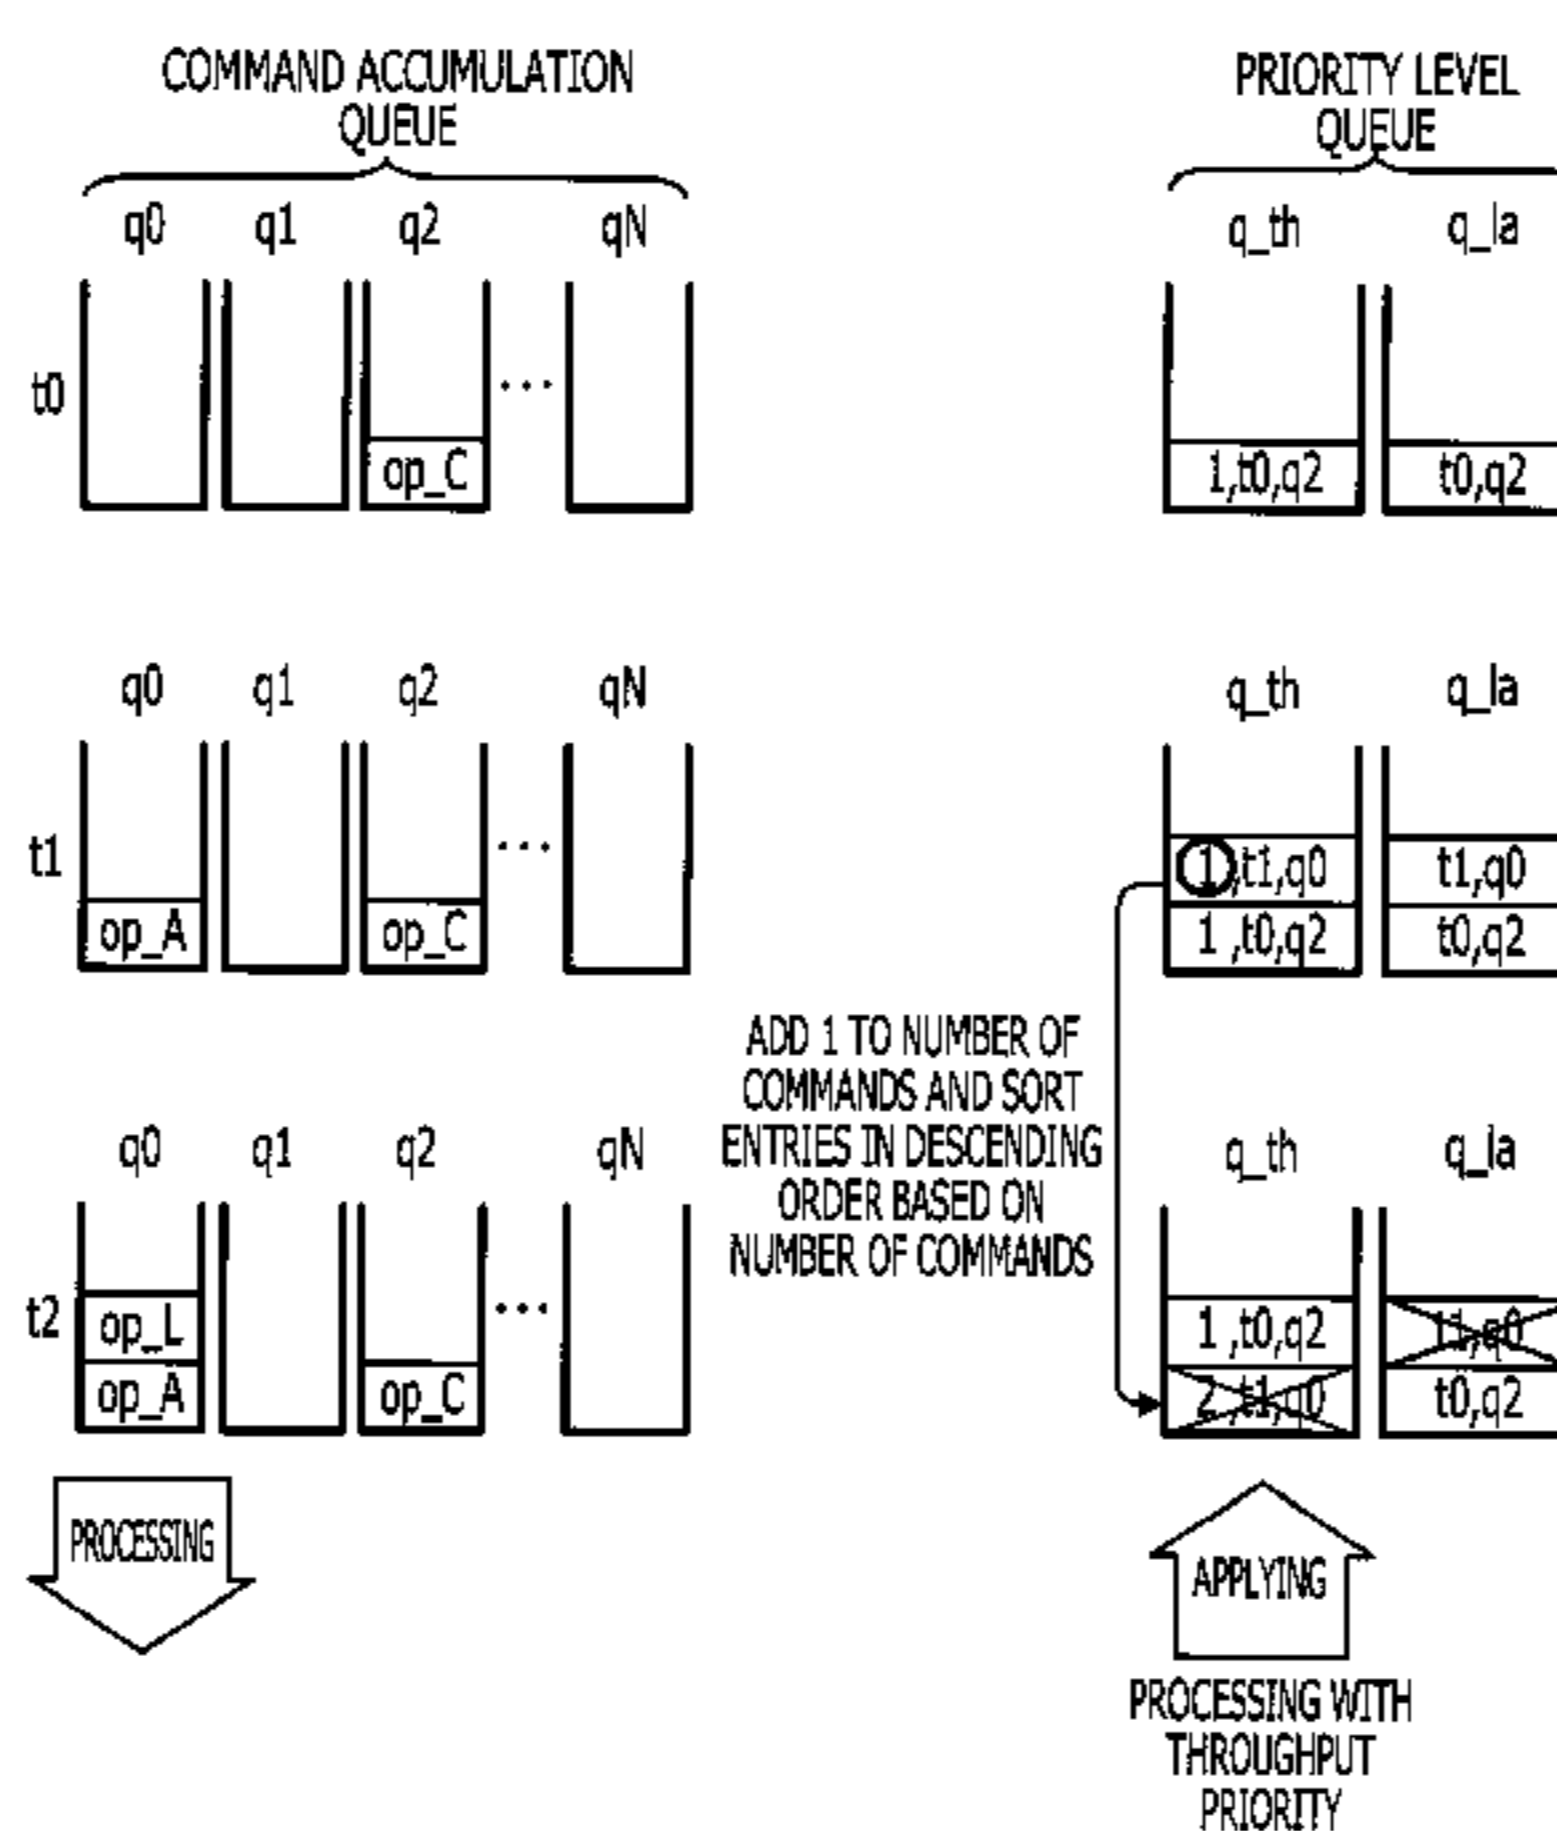 COMMAND ACCUMULATION
QUEUE
PRIORITY LEVEL
QUEUE
q0 q1 q2 qN
q_th q_la
t0
...
op_C
1,t0,q2
t0,q2
q0 q1 q2 qN
q_th q_la
t1
...
1,t1,q0
t1,q0
op_A
op_C
1,t0,q2
t0,q2
ADD 1 TO NUMBER OF
COMMANDS AND SORT
ENTRIES IN DESCENDING
ORDER BASED ON
NUMBER OF COMMANDS
q0 q1 q2 qN
q_th q_la
t2
...
op_L
1,t0,q2
t1,q0
op_A
op_C
2,t1,q0
t0,q2
PROCESSING
APPLYING
PROCESSING WITH
THROUGHPUT
PRIORITY